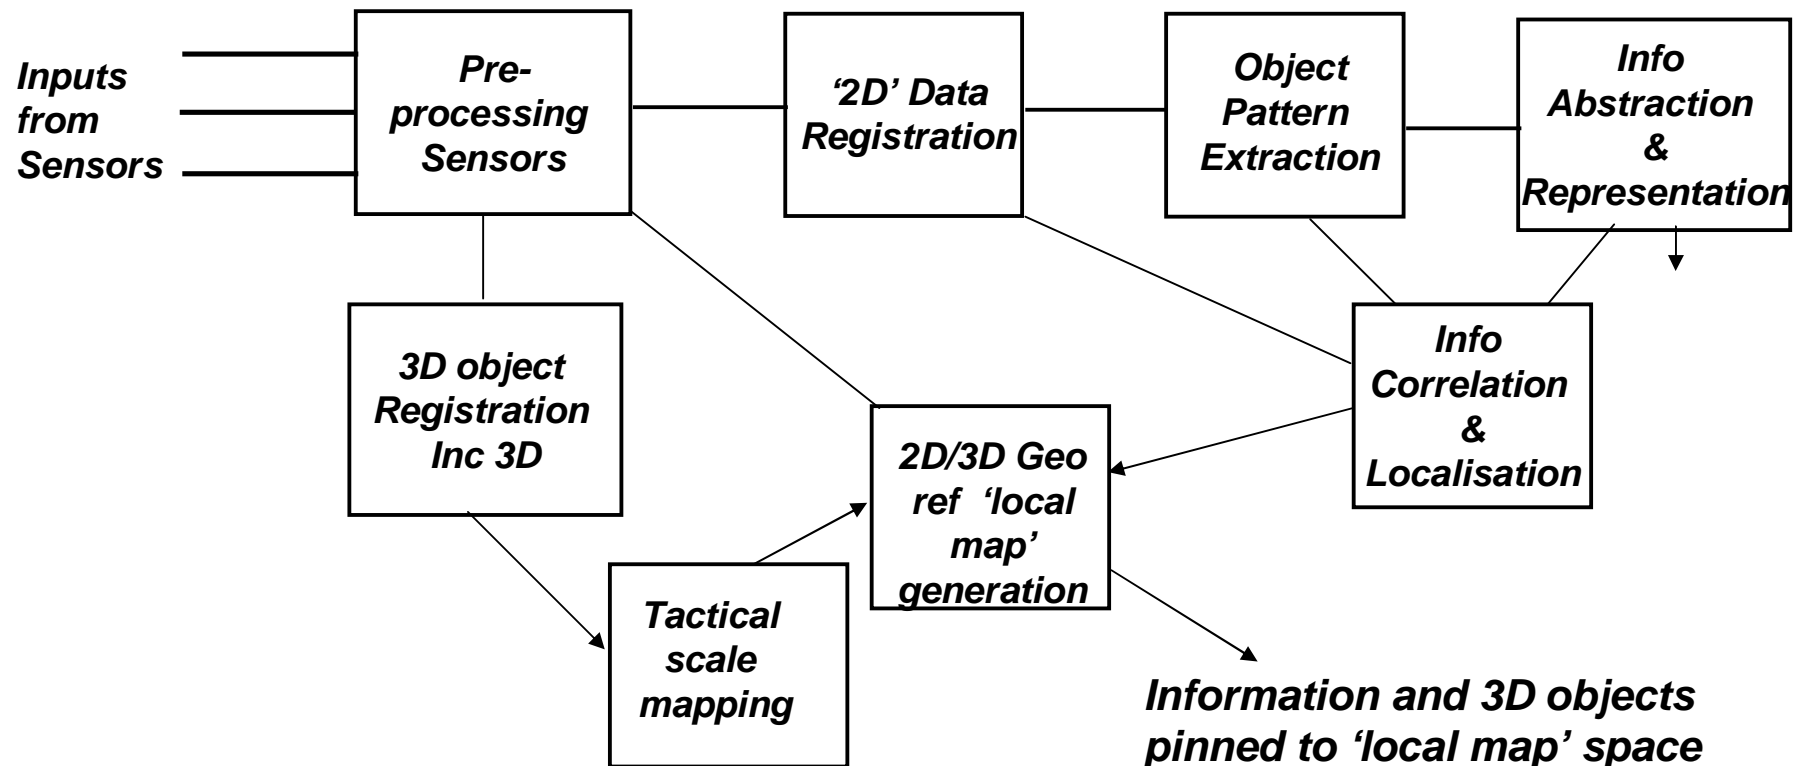 Inputs
from
Sensors
Pre-
processing
Sensors
‘2D’ Data
Registration
Object
Pattern
Extraction
Info
Abstraction
&
Representation
3D object
Registration
Inc 3D
2D/3D Geo
ref ‘local
map’
generation
Info
Correlation
&
Localisation
Tactical
scale
mapping
Information and 3D objects
pinned to ‘local map’ space